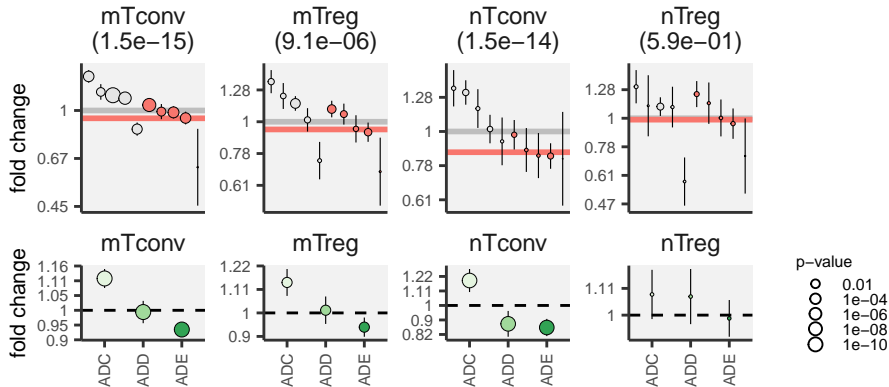 mTconv
(1.5e−15)
mTreg
(9.1e−06)
nTconv
(1.5e−14)
nTreg
(5.9e−01)
fold change
1
0.67
0.45
1.28
1
0.78
0.61
1.28
1
0.78
0.61
1.28
1
0.78
0.61
0.47
mTconv
mTreg
nTconv
nTreg
fold change
1.16
1.11
1.05
1
0.95
0.9
1.22
1.11
1
0.9
1.22
1.11
1
0.9
0.82
1.11
1
ADC
ADD
ADE
ADC
ADD
ADE
ADC
ADD
ADE
ADC
ADD
ADE
p−value
0.01
1e−04
1e−06
1e−08
1e−10